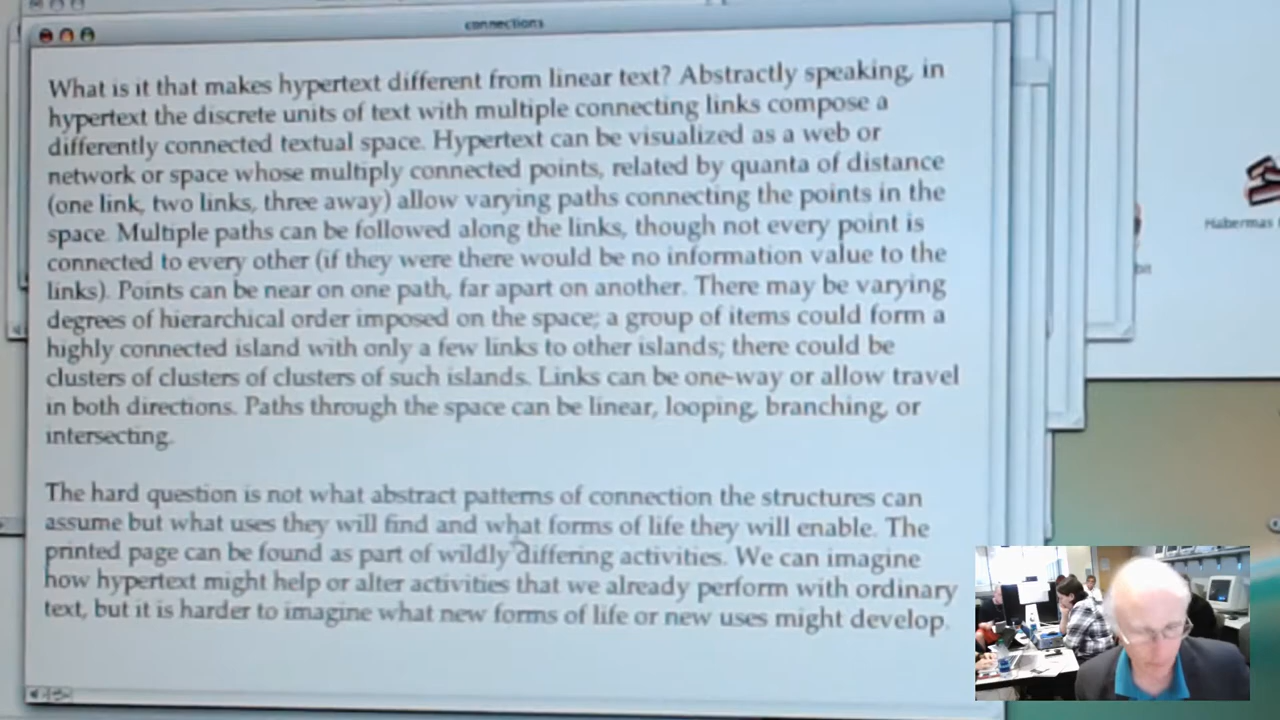 connections
What is it that makes hypertext different from linear text? Abstractly speaking, in
hypertext the discrete units of text with multiple connecting links compose a
differently connected textual space. Hypertext can be visualized as a web or
network or space whose multiply connected points, related by quanta of distance
(one link, two links, three away) allow varying paths connecting the points in the
space. Multiple paths can be followed along the links, though not every point is
connected to every other (if they were there would be no information value to the
links). Points can be near on one path, far apart on another. There may be varying
degrees of hierarchical order imposed on the space; a group of items could form a
highly connected island with only a few links to other islands; there could be
clusters of clusters of clusters of such islands. Links can be one-way or allow travel
in both directions. Paths through the space can be linear, looping, branching, or
intersecting.
The hard question is not what abstract patterns of connection the structures can
assume but what uses they will find and what forms of life they will enable. The
printed page can be found as part of wildly differing activities. We can imagine
how hypertext might help or alter activities that we already perform with ordinary
text, but it is harder to imagine what new forms of life or new uses might develop.
Habermas